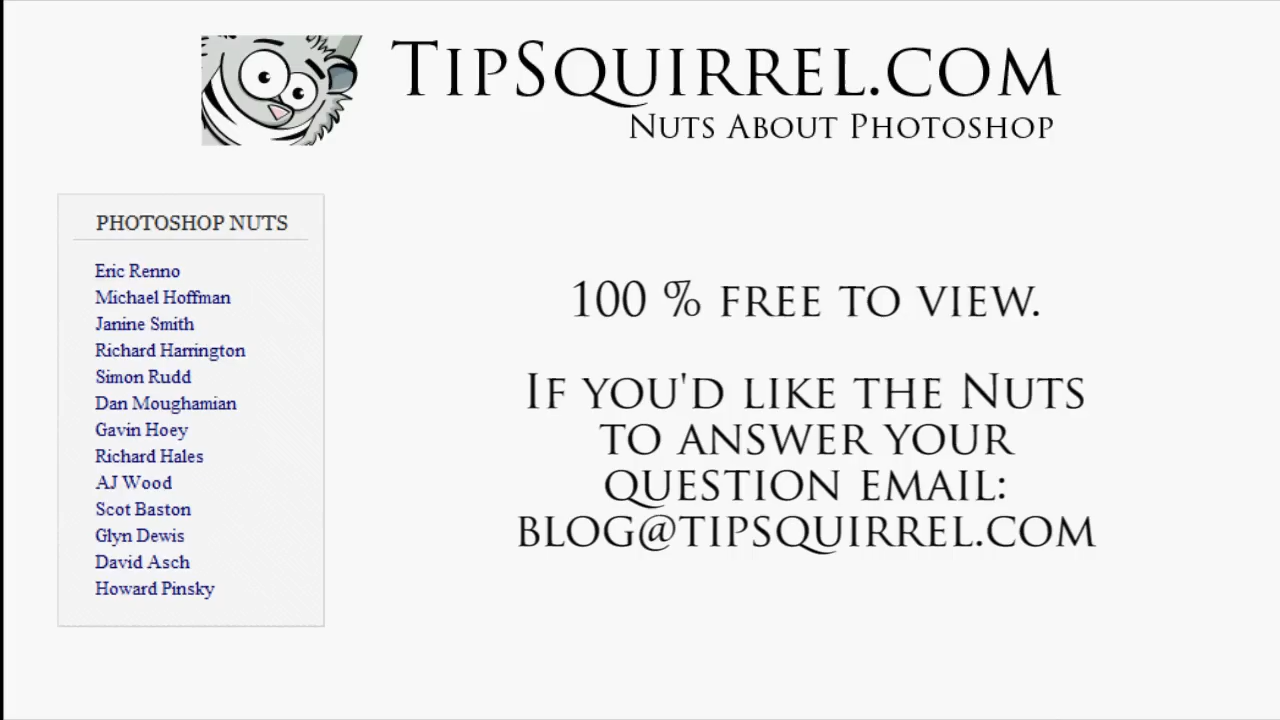 TipSquirrel.com
Nuts About Photoshop
PHOTOSHOP NUTS
Eric Renno
Michael Hoffman
Janine Smith
Richard Harrington
Simon Rudd
Dan Moughamian
Gavin Hoey
Richard Hales
AJ Wood
Scot Baston
Glyn Dewis
David Asch
Howard Pinsky
100 % free to view.
If you'd like the Nuts
to answer your
question email:
blog@tipsquirrel.com